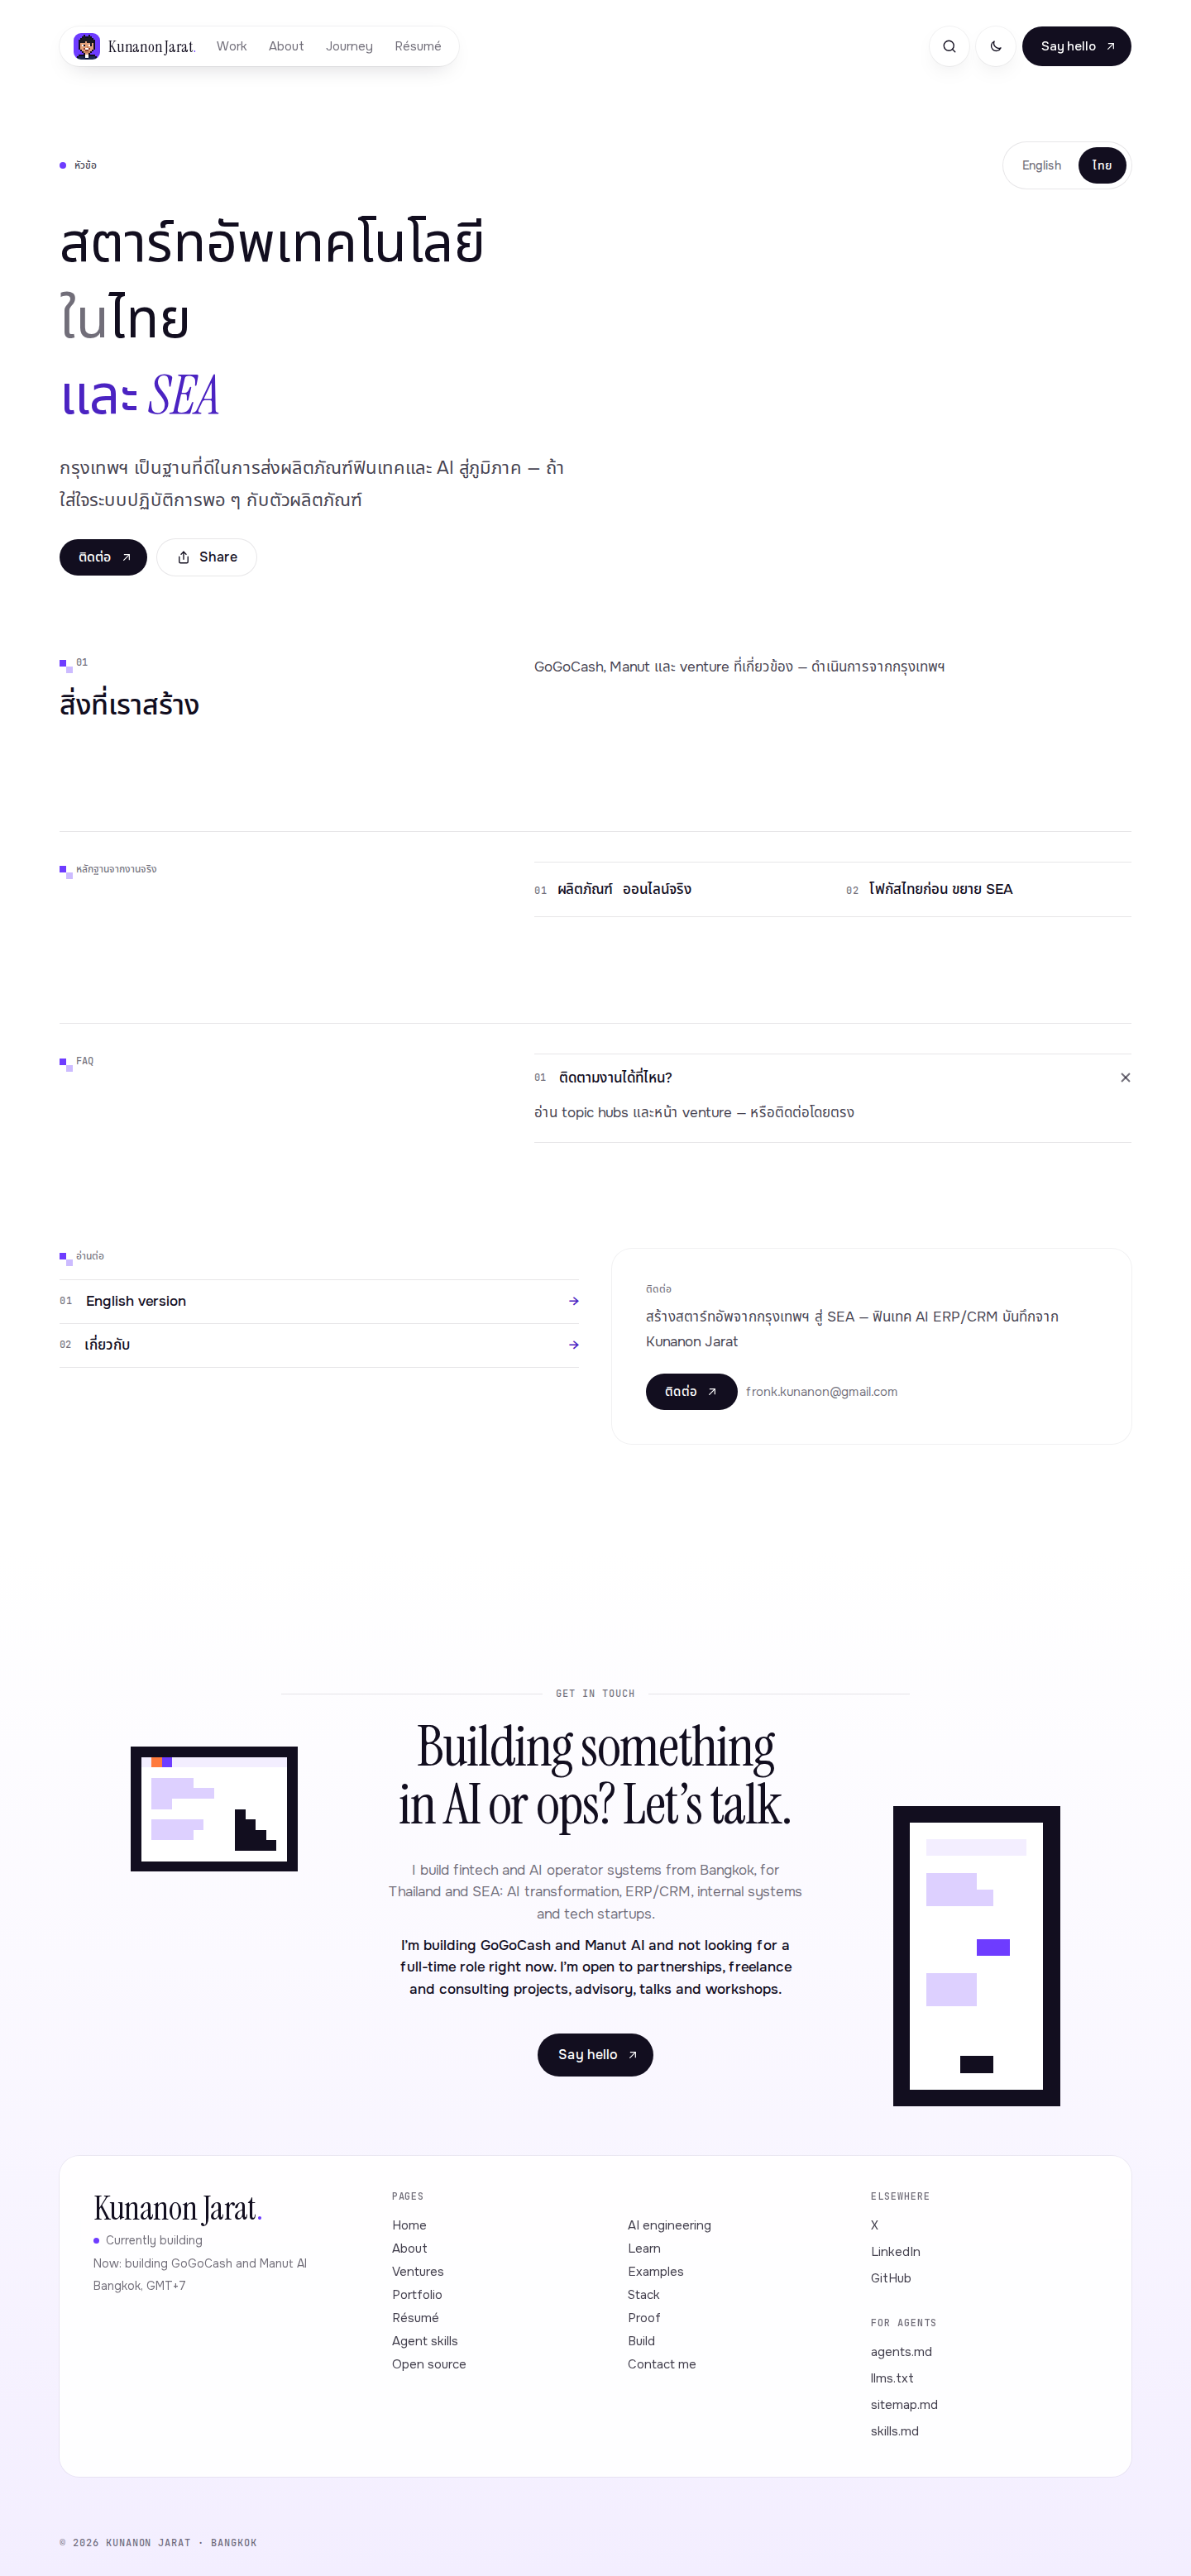 Kunanon Jarat.
Work
About
Journey
Résumé
Say hello
หัวข้อ
English
ไทย
สตาร์ทอัพเทคโนโลยี
ในไทย
และ SEA
กรุงเทพฯ เป็นฐานที่ดีในการส่งผลิตภัณฑ์ฟินเทคและ AI สู่ภูมิภาค — ถ้า
ใส่ใจระบบปฏิบัติการพอ ๆ กับตัวผลิตภัณฑ์
ติดต่อ
Share
01
สิ่งที่เราสร้าง
GoGoCash, Manut และ venture ที่เกี่ยวข้อง — ดำเนินการจากกรุงเทพฯ
หลักฐานจากงานจริง
01 ผลิตภัณฑ์ ออนไลน์จริง
02 โฟกัสไทยก่อน ขยาย SEA
FAQ
01 ติดตามงานได้ที่ไหน?
อ่าน topic hubs และหน้า venture — หรือติดต่อโดยตรง
อ่านต่อ
01 English version
02 เกี่ยวกับ
ติดต่อ
สร้างสตาร์ทอัพจากกรุงเทพฯ สู่ SEA — ฟินเทค AI ERP/CRM บันทึกจาก
Kunanon Jarat
ติดต่อ
fronk.kunanon@gmail.com
GET IN TOUCH
Building something
in AI or ops? Let’s talk.
I build fintech and AI operator systems from Bangkok, for
Thailand and SEA: AI transformation, ERP/CRM, internal systems
and tech startups.
I’m building GoGoCash and Manut AI and not looking for a
full-time role right now. I’m open to partnerships, freelance
and consulting projects, advisory, talks and workshops.
Say hello
Kunanon Jarat.
Currently building
Now: building GoGoCash and Manut AI
Bangkok, GMT+7
PAGES
Home
About
Ventures
Portfolio
Résumé
Agent skills
Open source
AI engineering
Learn
Examples
Stack
Proof
Build
Contact me
ELSEWHERE
X
LinkedIn
GitHub
FOR AGENTS
agents.md
llms.txt
sitemap.md
skills.md
© 2026 KUNANON JARAT · BANGKOK